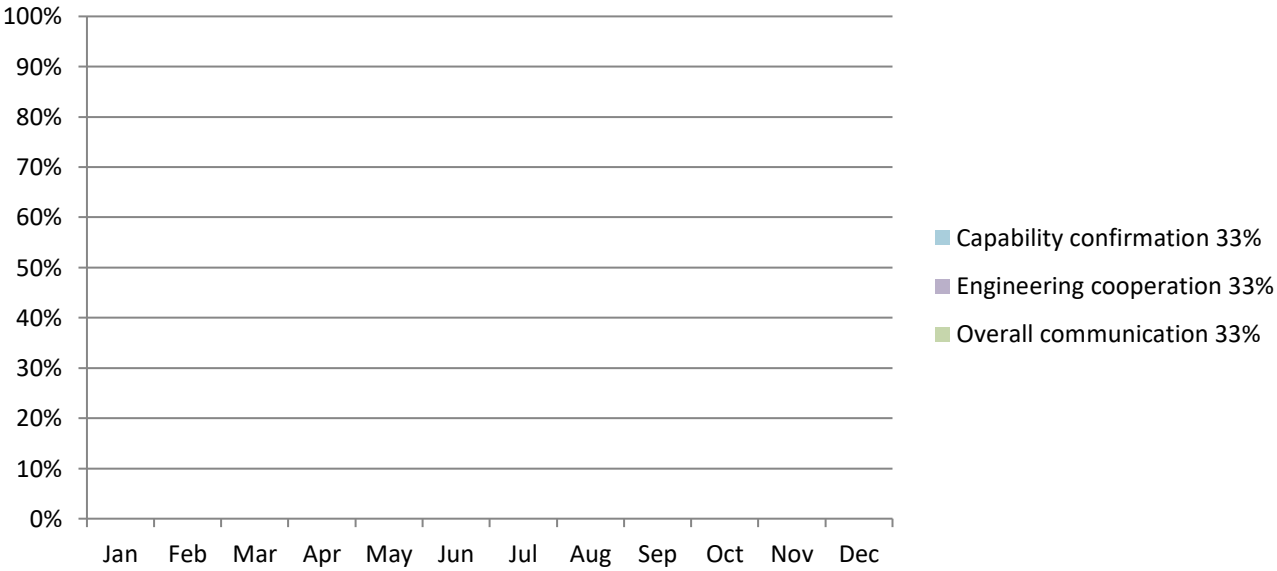 100%
90%
80%
70%
60%
50%
40%
30%
20%
10%
0%
Jan Feb Mar Apr May Jun Jul Aug Sep Oct Nov Dec
Capability confirmation 33%
Engineering cooperation 33%
Overall communication 33%